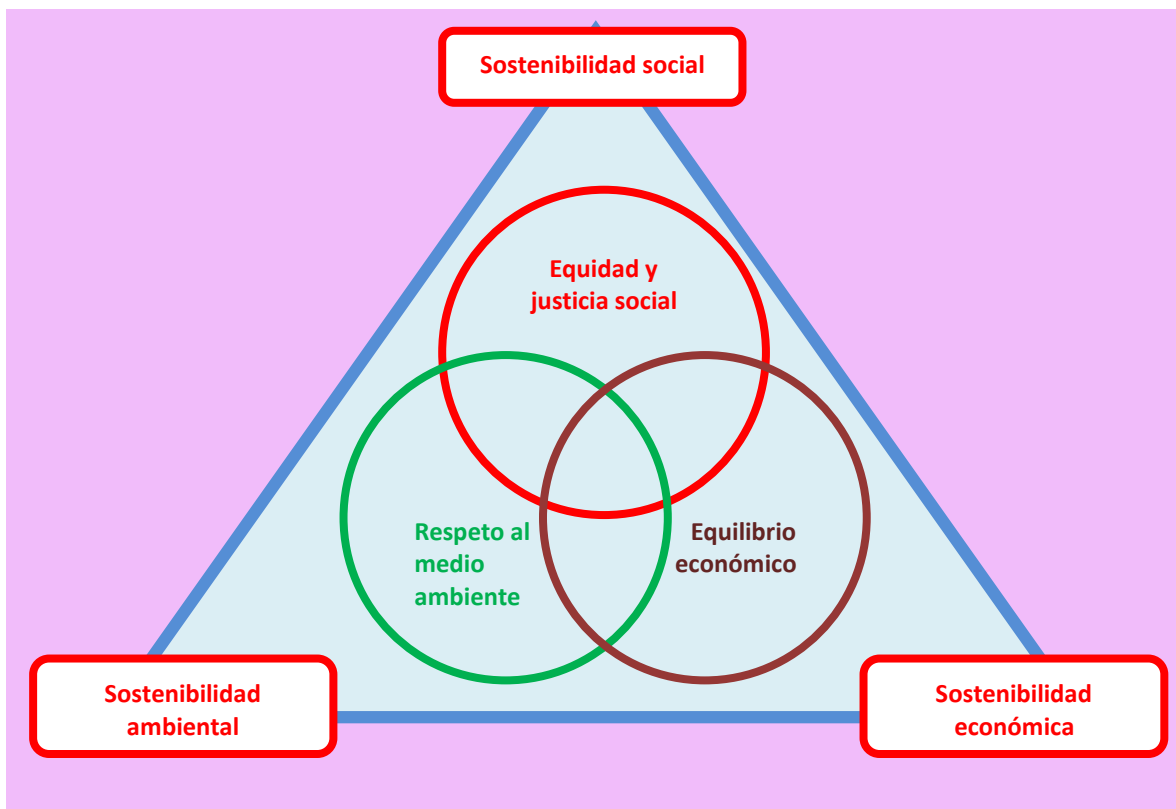 Sostenibilidad social
Equidad y
justicia social
Respeto al
medio
ambiente
Equilibrio
económico
Sostenibilidad
ambiental
Sostenibilidad
económica